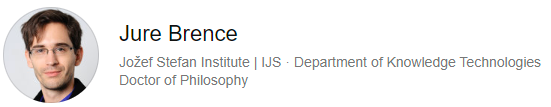 Jure Brence
Jožef Stefan Institute | IJS · Department of Knowledge Technologies
Doctor of Philosophy